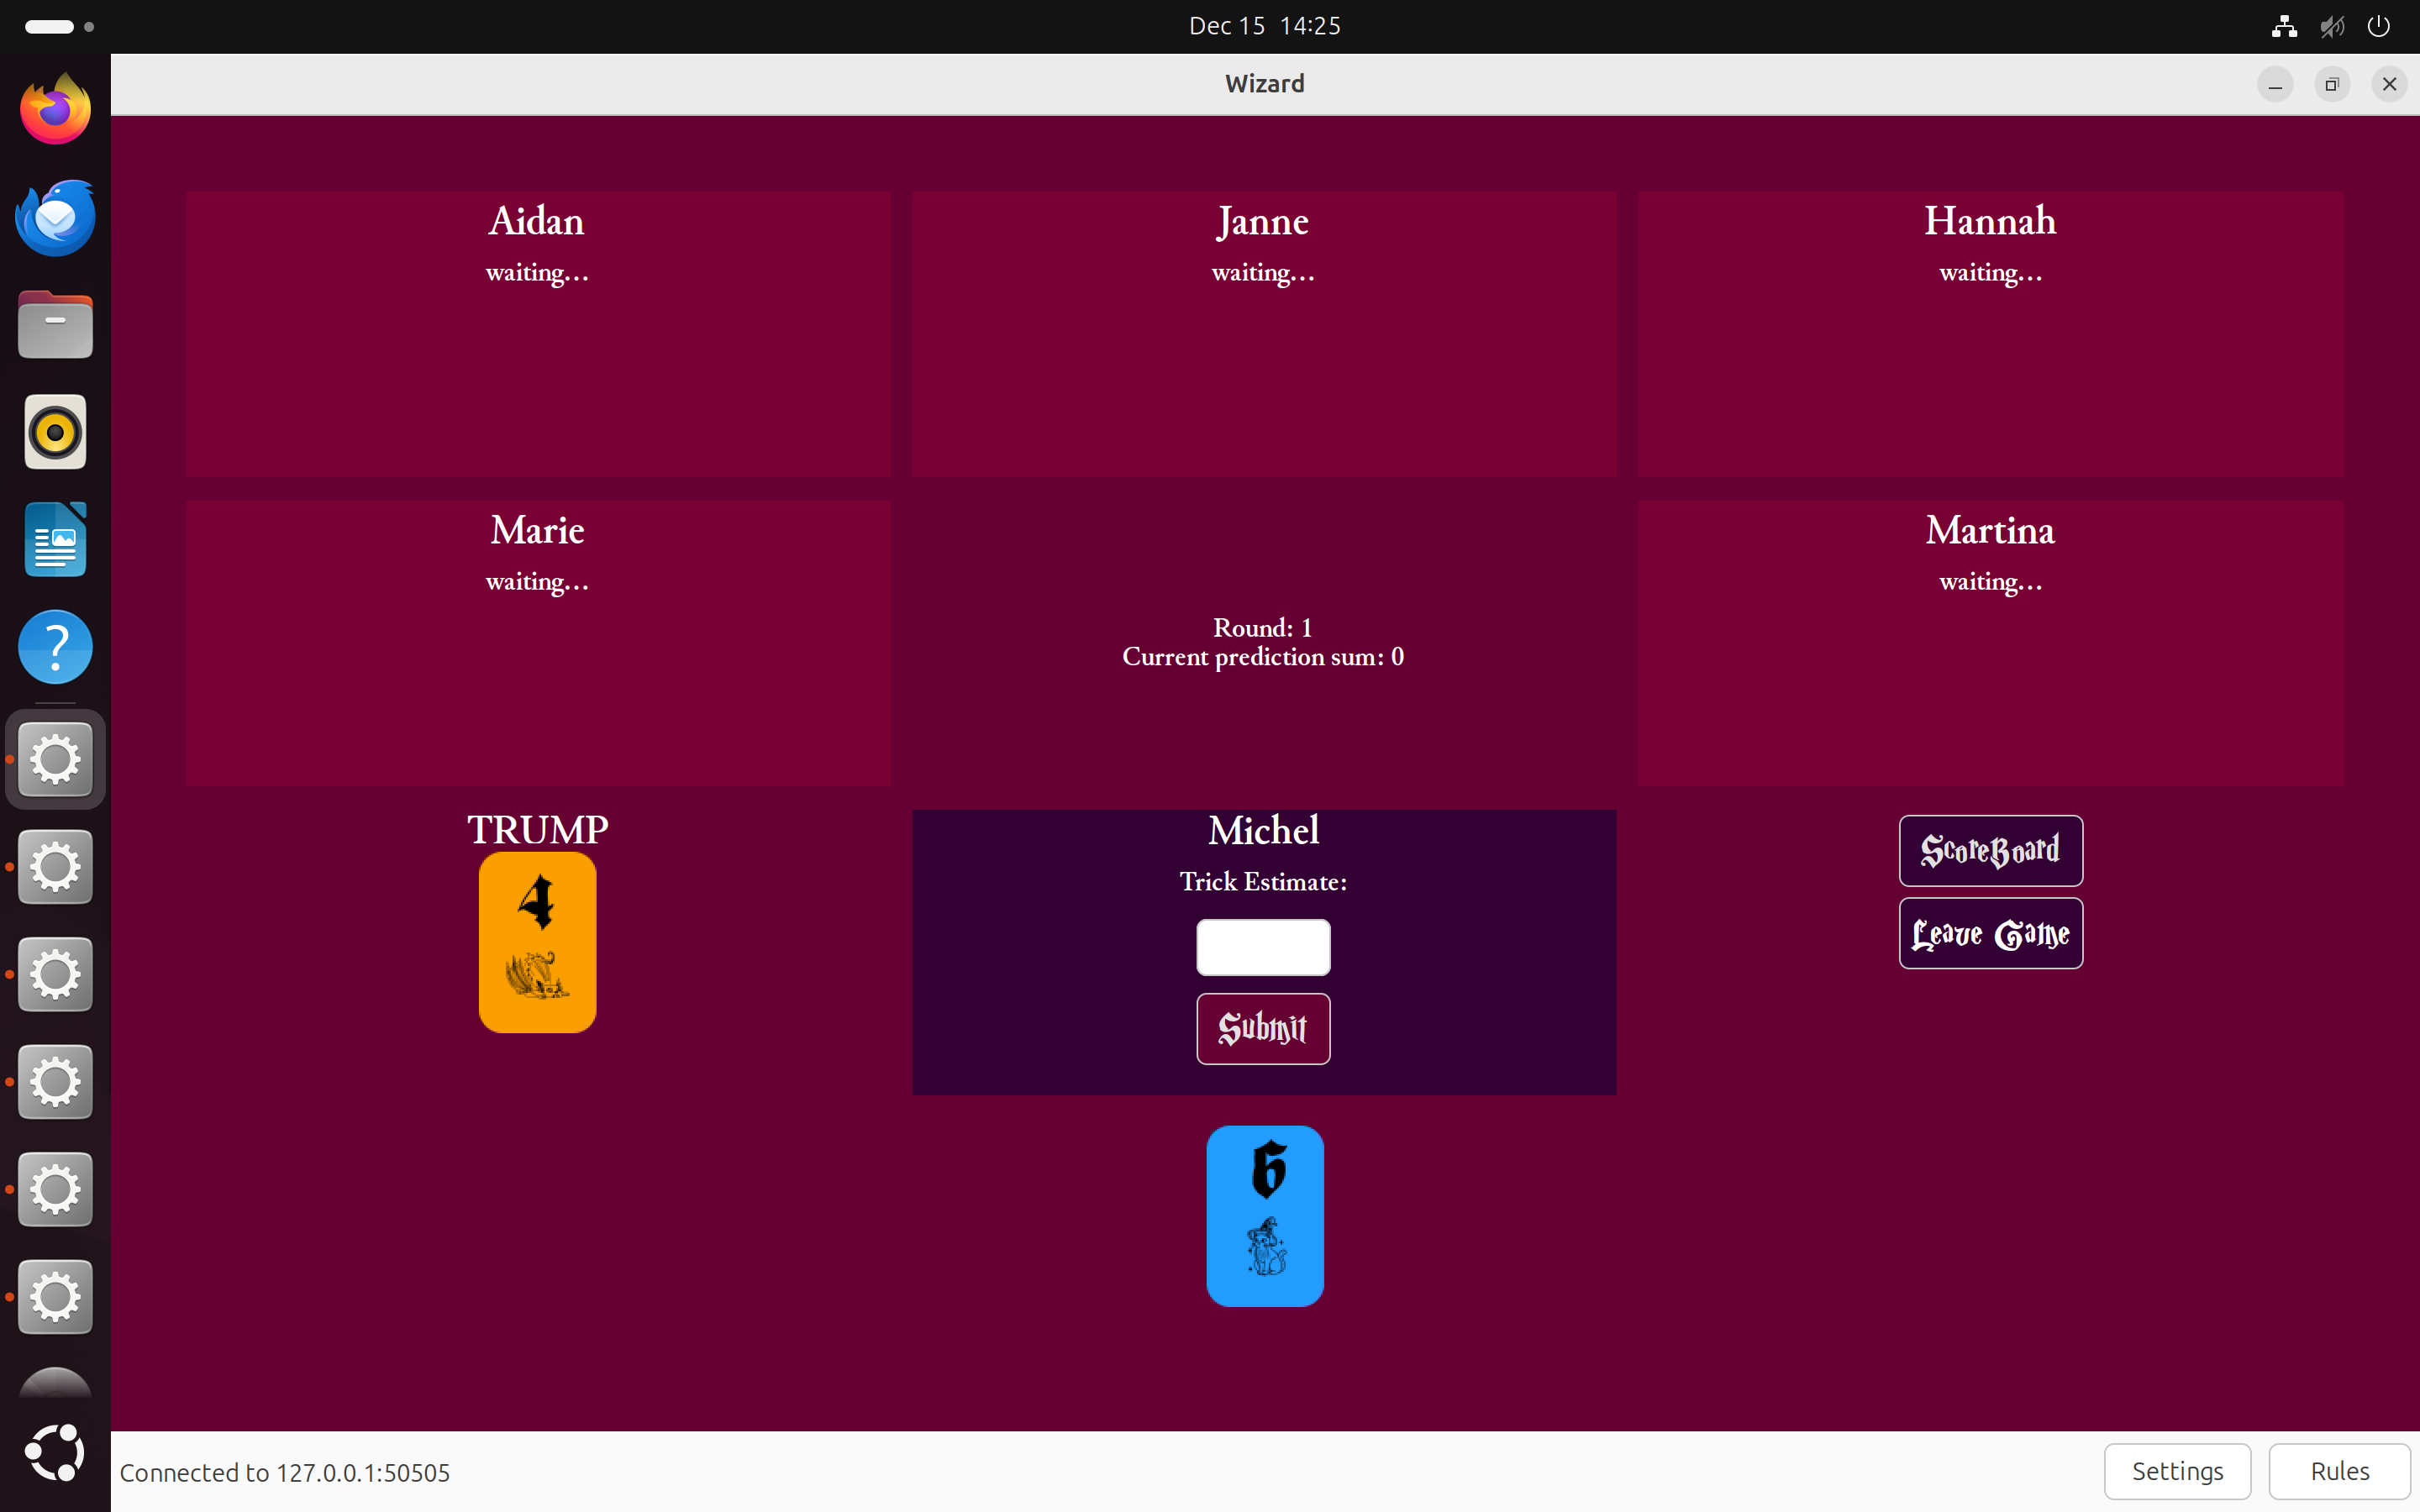 Dec 15 14:25
Wizard
Aidan
waiting...
Janne
waiting...
Hannah
waiting...
Marie
waiting...
Round: 1
Current prediction sum: 0
Martina
waiting...
TRUMP
4
Michel
Trick Estimate:
Submit
ScoreBoard
Leave Game
6
Connected to 127.0.0.1:50505
Settings
Rules